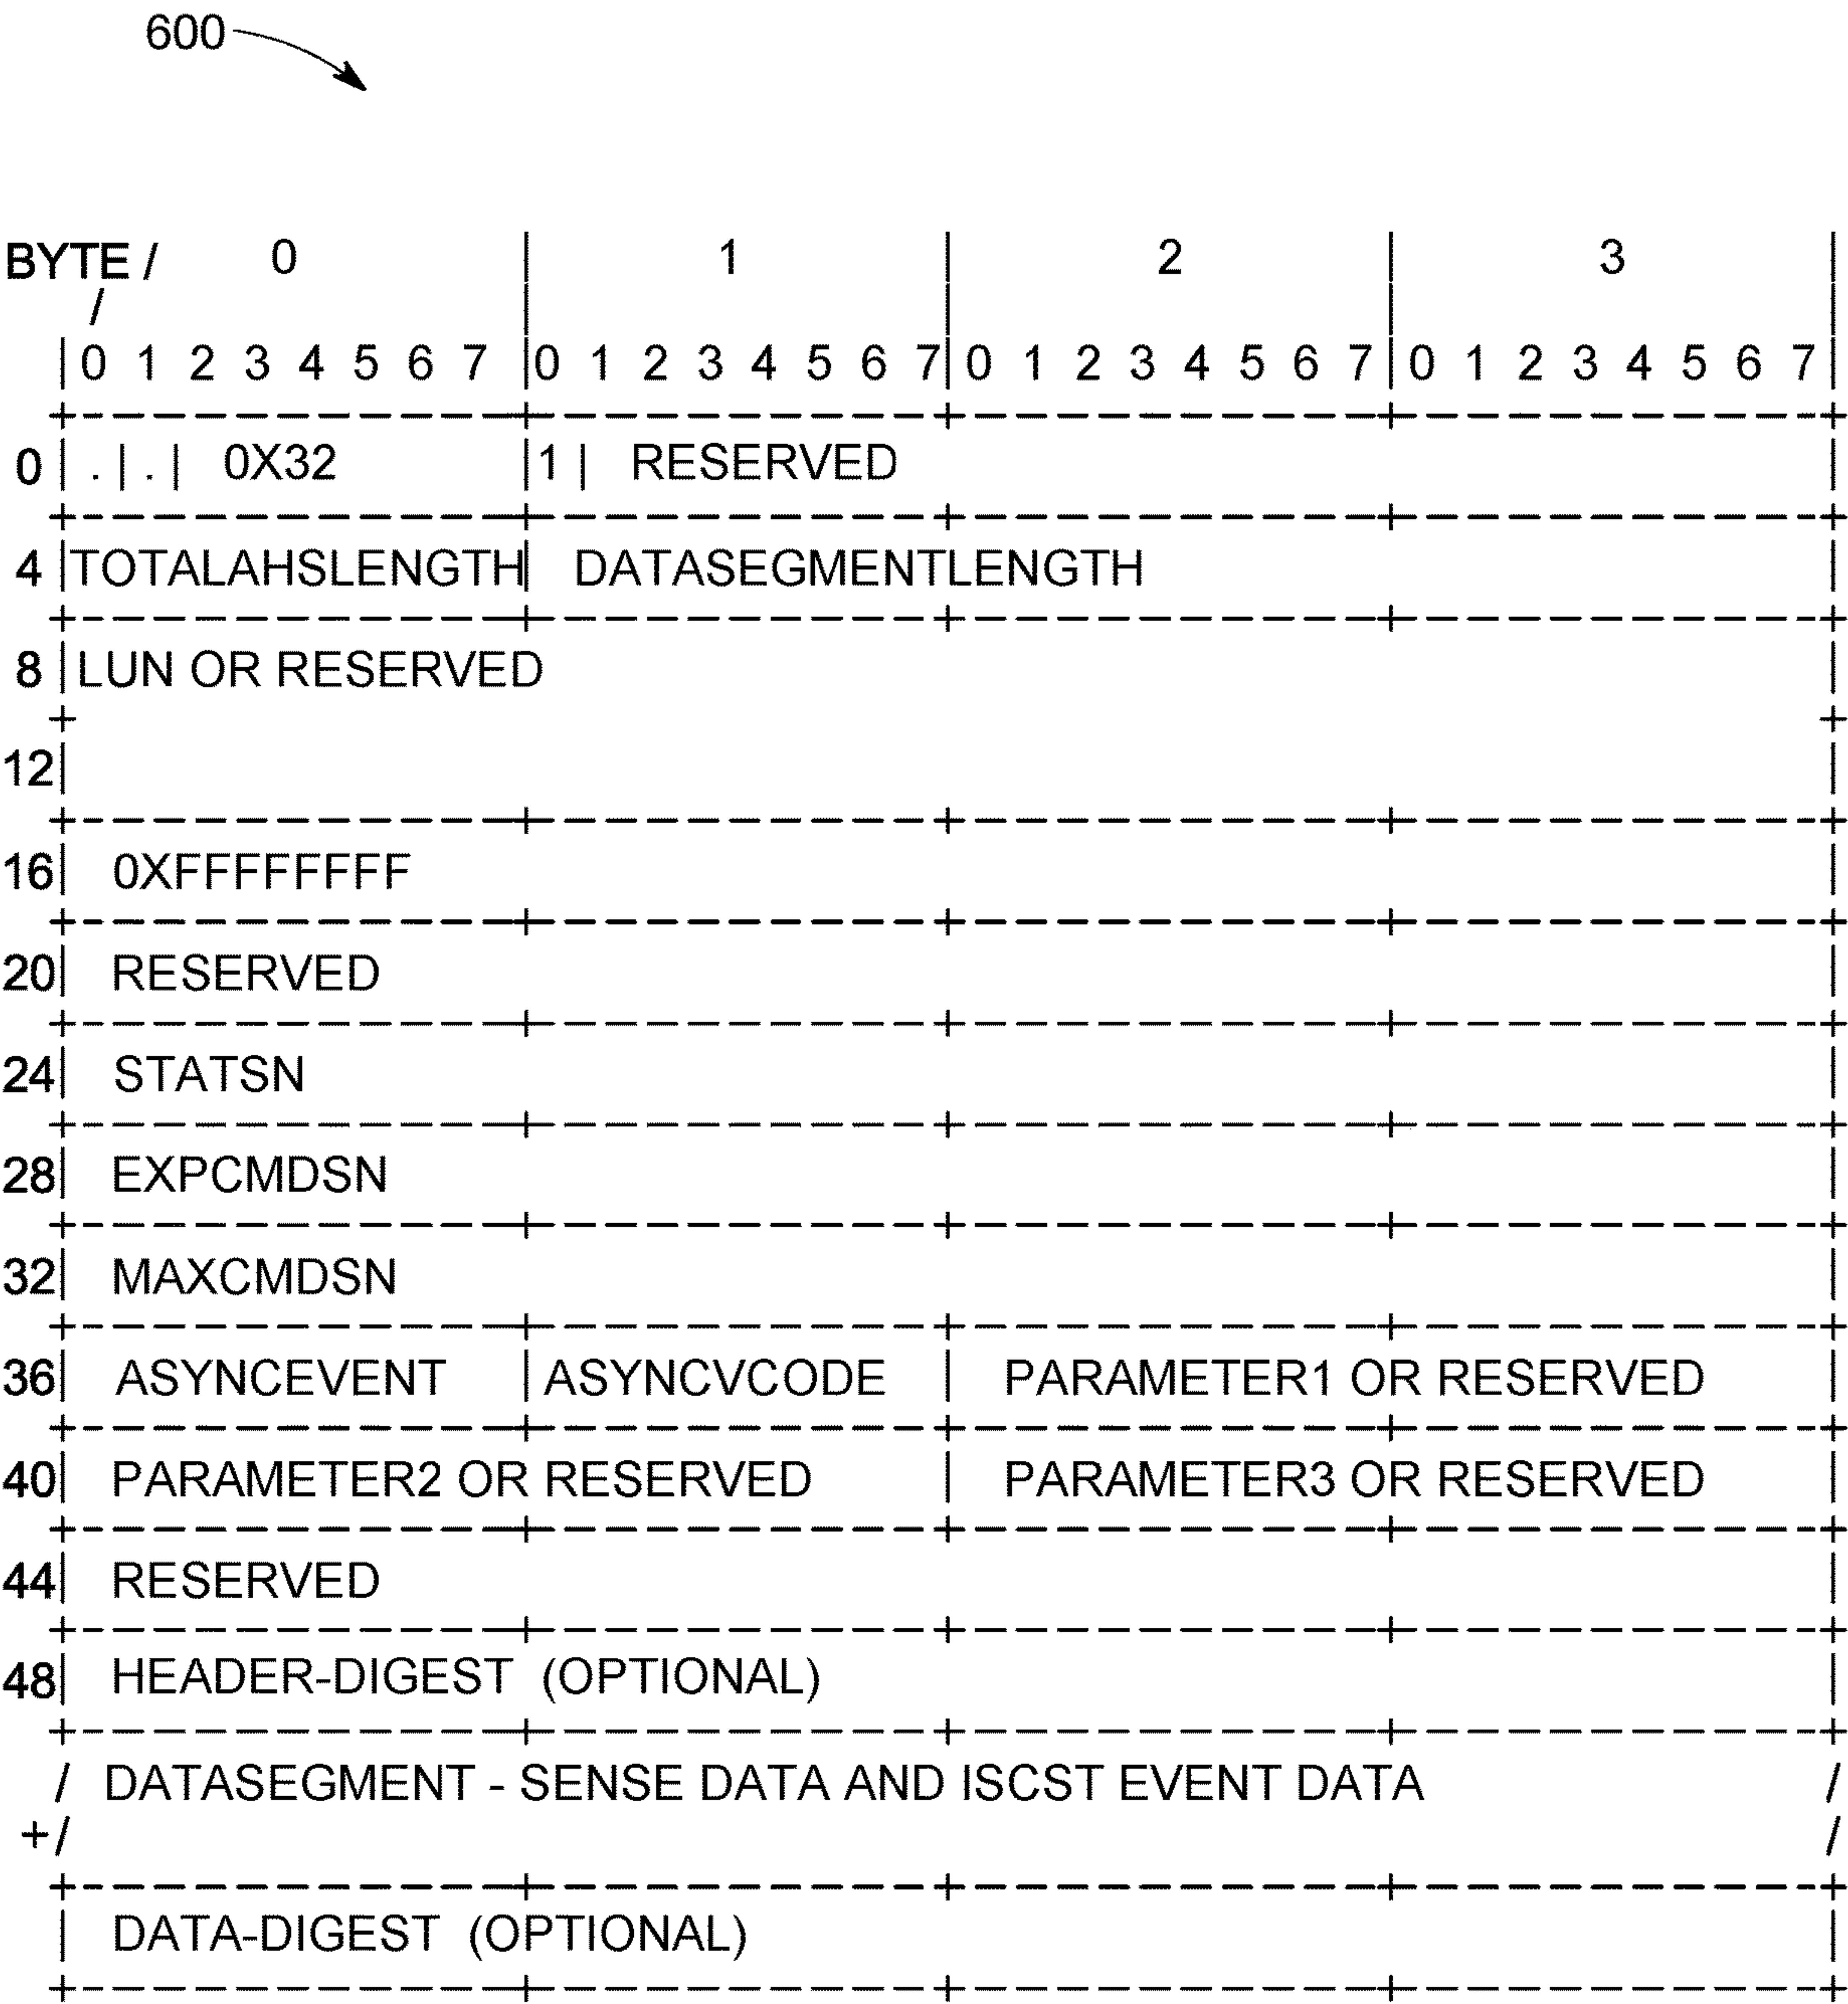 600
BYTE / 0 | 1 | 2 | 3 |
/ | | | |
| 0 1 2 3 4 5 6 7 | 0 1 2 3 4 5 6 7 | 0 1 2 3 4 5 6 7 | 0 1 2 3 4 5 6 7 |
0 | . | . | 0X32 | 1 | RESERVED |
4 | TOTALAHSLENGTH | DATASEGMENTLENGTH |
8 | LUN OR RESERVED |
+ +
12 | |
16 | 0XFFFFFFFF |
20 | RESERVED |
24 | STATSN |
28 | EXPCMDSN |
32 | MAXCMDSN |
36 | ASYNCEVENT | ASYNCVCODE | PARAMETER1 OR RESERVED |
40 | PARAMETER2 OR RESERVED | PARAMETER3 OR RESERVED |
44 | RESERVED |
48 | HEADER-DIGEST (OPTIONAL) |
/ DATASEGMENT - SENSE DATA AND ISCST EVENT DATA /
+/ /
| DATA-DIGEST (OPTIONAL) |